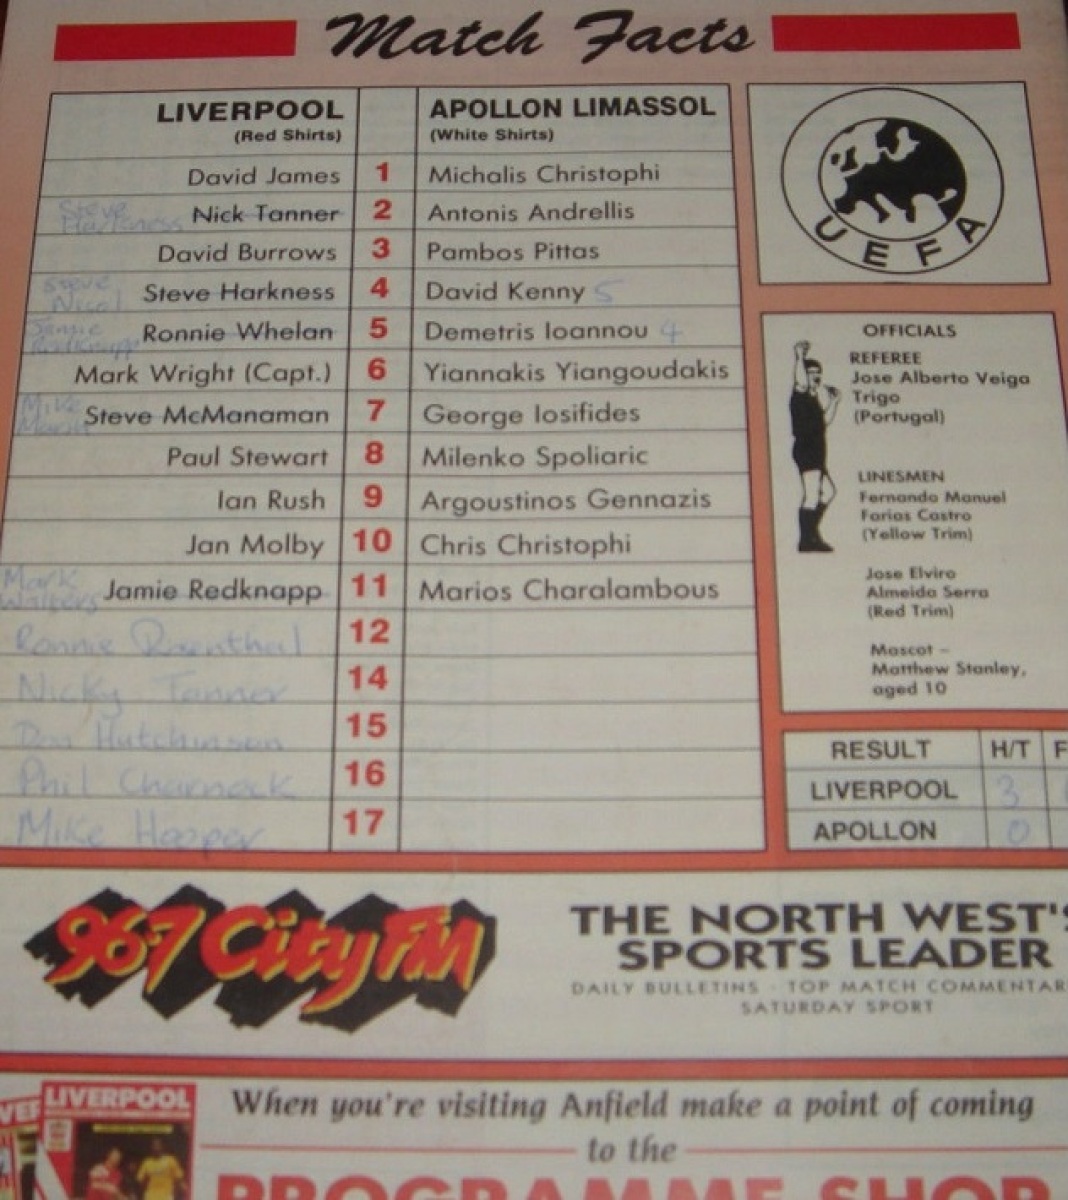 Match Facts
LIVERPOOL
(Red Shirts)
APOLLON LIMASSOL
(White Shirts)
David James 1 Michalis Christophi
Steve Harkness Nick Tanner 2 Antonis Andrellis
David Burrows 3 Pambos Pittas
Steve Nicol Steve Harkness 4 David Kenny 5
Jamie Redknapp Ronnie Whelan 5 Demetris Ioannou 4
Mark Wright (Capt.) 6 Yiannakis Yiangoudakis
Mike Marsh Steve McManaman 7 George Iosifides
Paul Stewart 8 Milenko Spoliaric
Ian Rush 9 Argoustinos Gennazis
Jan Molby 10 Chris Christophi
Mark Walters Jamie Redknapp 11 Marios Charalambous
Ronnie Rosenthal 12
Nicky Tanner 14
Don Hutchinson 15
Phil Charnock 16
Mike Hooper 17
UEFA
OFFICIALS
REFEREE
Jose Alberto Veiga
Trigo
(Portugal)
LINESMEN
Fernando Manuel
Farias Castro
(Yellow Trim)
Jose Elviro
Almeida Serra
(Red Trim)
Mascot –
Matthew Stanley,
aged 10
RESULT H/T F
LIVERPOOL 3
APOLLON 0
967 City FM
THE NORTH WEST'S
SPORTS LEADER
DAILY BULLETINS · TOP MATCH COMMENTAR
SATURDAY SPORT
LIVERPOOL
When you're visiting Anfield make a point of coming
to the
PROGRAMME SHOP